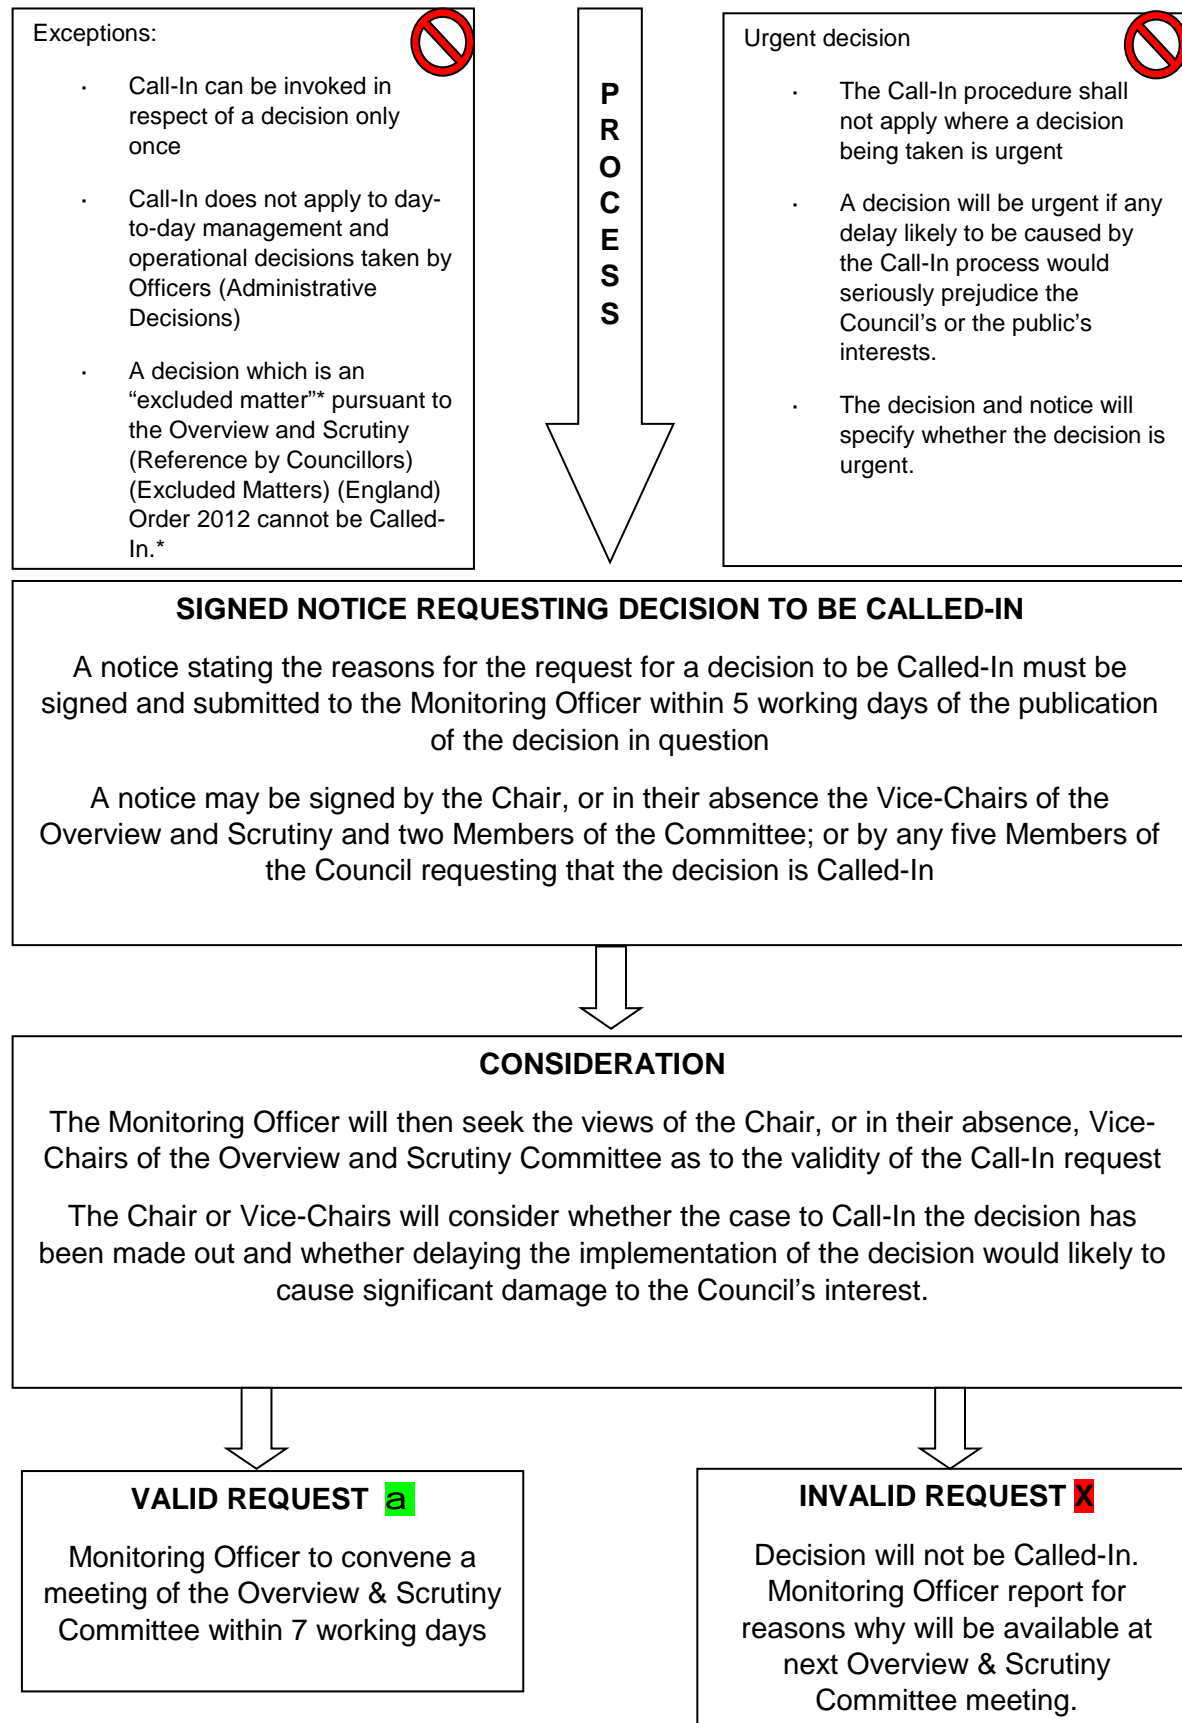 Exceptions:
· Call-In can be invoked in
respect of a decision only
once
· Call-In does not apply to day-
to-day management and
operational decisions taken by
Officers (Administrative
Decisions)
· A decision which is an
“excluded matter”* pursuant to
the Overview and Scrutiny
(Reference by Councillors)
(Excluded Matters) (England)
Order 2012 cannot be Called-
In.*
P
R
O
C
E
S
S
Urgent decision
· The Call-In procedure shall
not apply where a decision
being taken is urgent
· A decision will be urgent if any
delay likely to be caused by
the Call-In process would
seriously prejudice the
Council’s or the public’s
interests.
· The decision and notice will
specify whether the decision is
urgent.
SIGNED NOTICE REQUESTING DECISION TO BE CALLED-IN
A notice stating the reasons for the request for a decision to be Called-In must be
signed and submitted to the Monitoring Officer within 5 working days of the publication
of the decision in question
A notice may be signed by the Chair, or in their absence the Vice-Chairs of the
Overview and Scrutiny and two Members of the Committee; or by any five Members of
the Council requesting that the decision is Called-In
CONSIDERATION
The Monitoring Officer will then seek the views of the Chair, or in their absence, Vice-
Chairs of the Overview and Scrutiny Committee as to the validity of the Call-In request
The Chair or Vice-Chairs will consider whether the case to Call-In the decision has
been made out and whether delaying the implementation of the decision would likely to
cause significant damage to the Council’s interest.
VALID REQUEST a
Monitoring Officer to convene a
meeting of the Overview & Scrutiny
Committee within 7 working days
INVALID REQUEST X
Decision will not be Called-In.
Monitoring Officer report for
reasons why will be available at
next Overview & Scrutiny
Committee meeting.